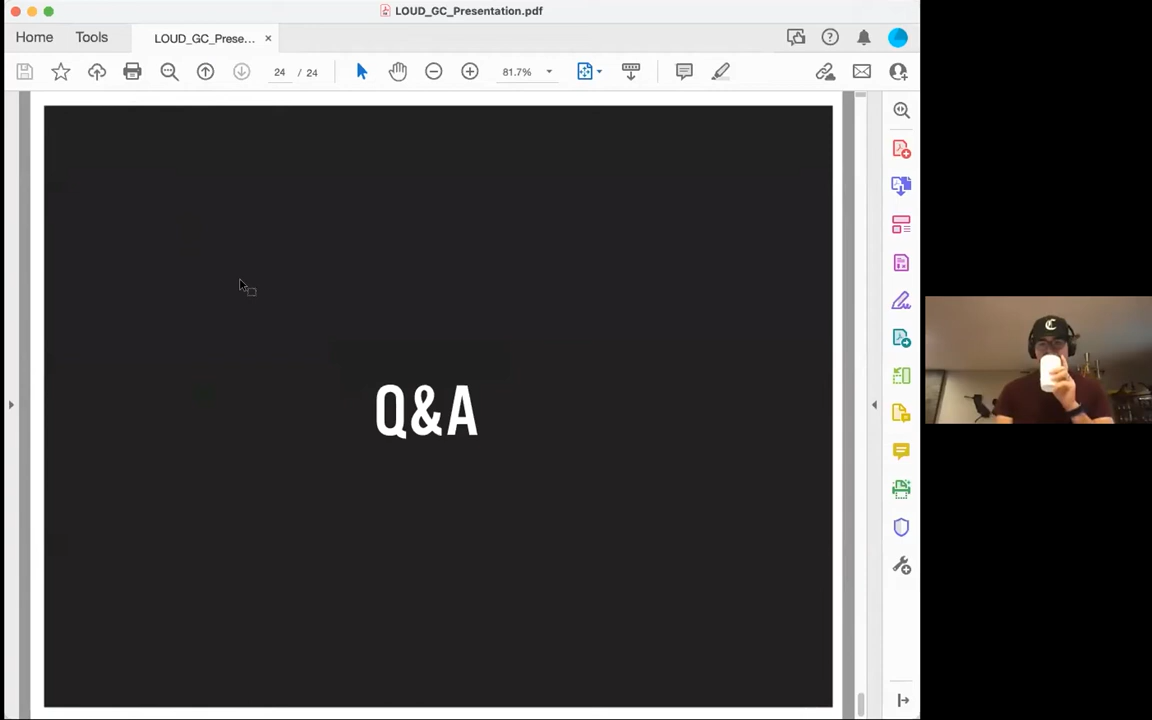 LOUD_GC_Presentation.pdf
Home Tools LOUD_GC_Prese... ×
24 / 24 81.7%
Q&A
C